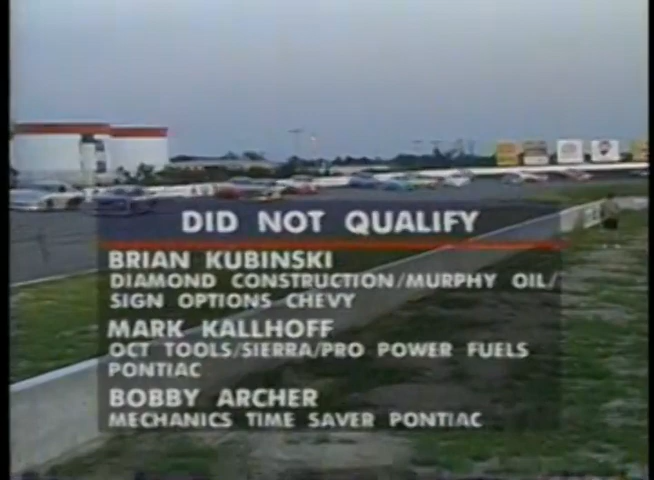 DID NOT QUALIFY
BRIAN KUBINSKI
DIAMOND CONSTRUCTION/MURPHY OIL/
SIGN OPTIONS CHEVY
MARK KALLHOFF
OCT TOOLS/SIERRA/PRO POWER FUELS
PONTIAC
BOBBY ARCHER
MECHANICS TIME SAVER PONTIAC